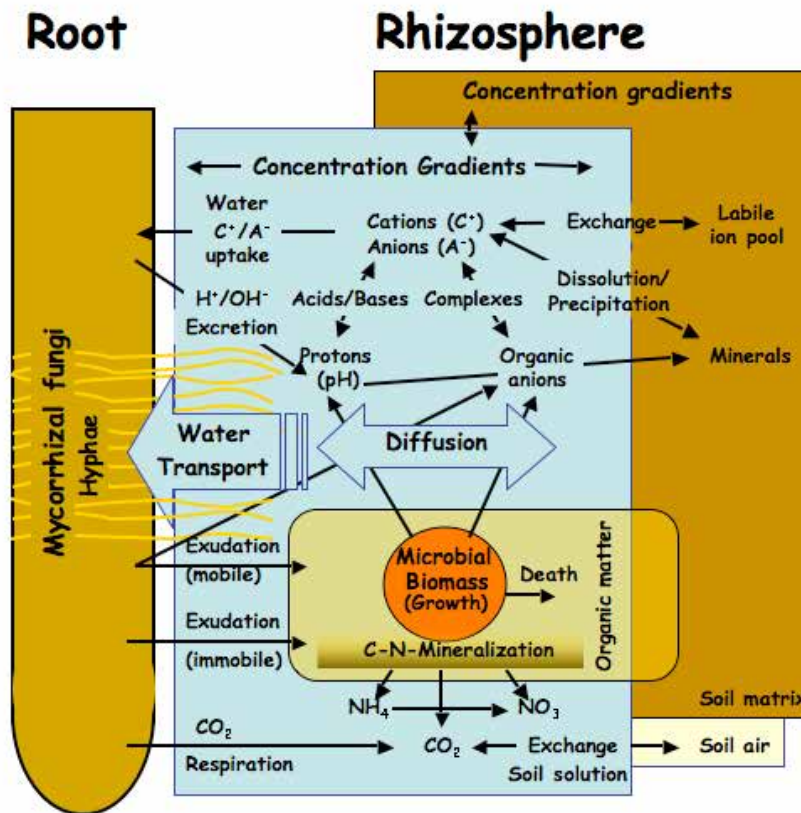 Root
Rhizosphere
Concentration gradients
Concentration Gradients
Water
C⁺/A⁻
uptake
Cations (C⁺)
Anions (A⁻)
Exchange
Labile
ion pool
Dissolution/
Precipitation
H⁺/OH⁻
Excretion
Acids/Bases
Complexes
Protons
(pH)
Organic
anions
Minerals
Mycorrhizal fungi
Hyphae
Water
Transport
Diffusion
Exudation
(mobile)
Microbial
Biomass
(Growth)
Death
Organic matter
Exudation
(immobile)
C-N-Mineralization
NH₄
NO₃
Soil matrix
CO₂
Respiration
CO₂
Exchange
Soil solution
Soil air